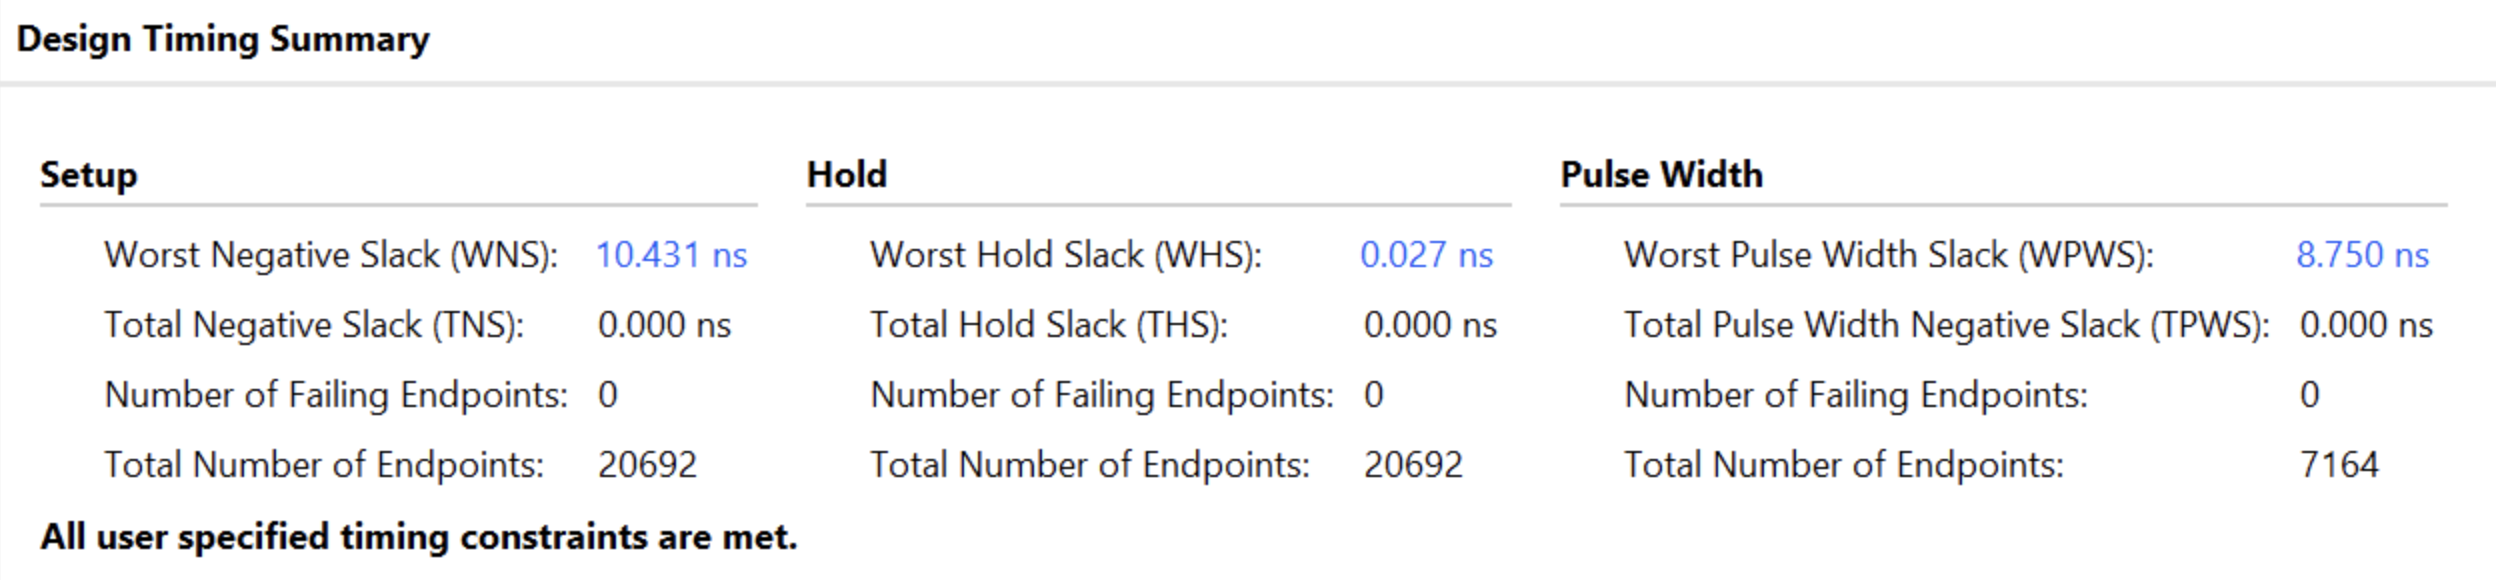 Design Timing Summary
Setup
Hold
Pulse Width
Worst Negative Slack (WNS): 10.431 ns
Worst Hold Slack (WHS): 0.027 ns
Worst Pulse Width Slack (WPWS): 8.750 ns
Total Negative Slack (TNS): 0.000 ns
Total Hold Slack (THS): 0.000 ns
Total Pulse Width Negative Slack (TPWS): 0.000 ns
Number of Failing Endpoints: 0
Number of Failing Endpoints: 0
Number of Failing Endpoints: 0
Total Number of Endpoints: 20692
Total Number of Endpoints: 20692
Total Number of Endpoints: 7164
All user specified timing constraints are met.